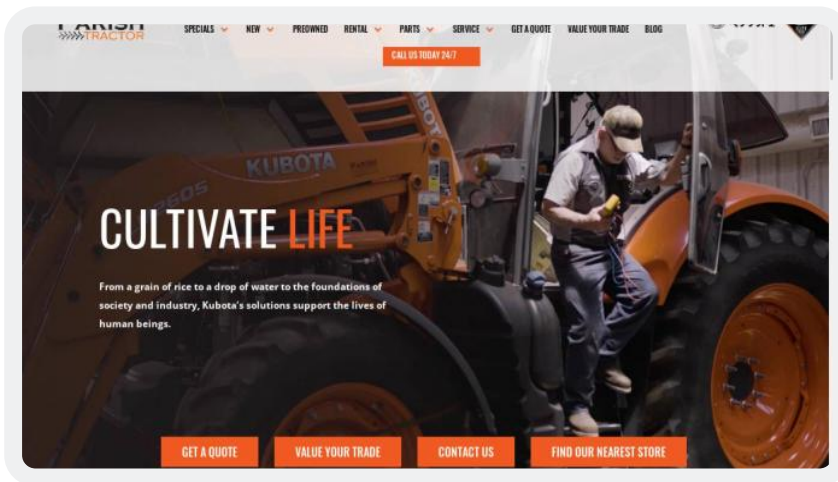 TRACTOR
SPECIALS NEW PREOWNED RENTAL PARTS SERVICE GET A QUOTE VALUE YOUR TRADE BLOG
CALL US TODAY 24/7
KUBOTA
KUBOTA
CULTIVATE LIFE
From a grain of rice to a drop of water to the foundations of
society and industry, Kubota's solutions support the lives of
human beings.
GET A QUOTE VALUE YOUR TRADE CONTACT US FIND OUR NEAREST STORE